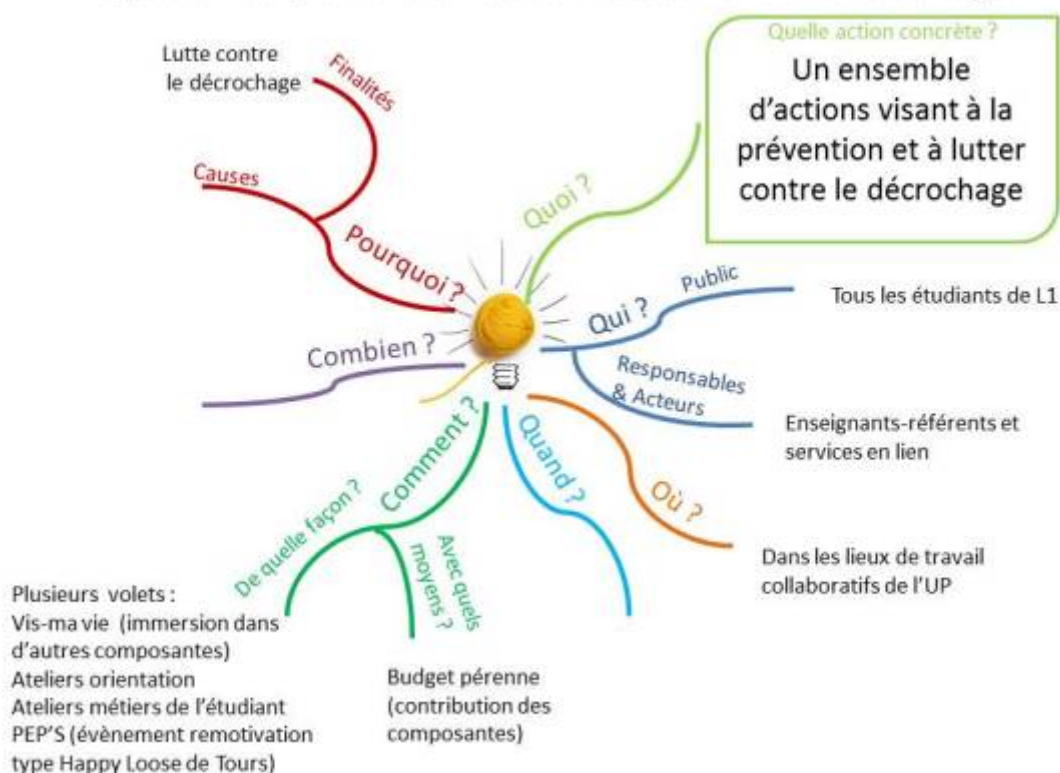 Quelle action concrète ?
Un ensemble
d'actions visant à la
prévention et à lutter
contre le décrochage
Lutte contre
le décrochage
Finalités
Causes
Pourquoi ?
Quoi ?
Qui ?
Public
Tous les étudiants de L1
Responsables
& Acteurs
Enseignants-référents et
services en lien
Combien ?
Comment ?
Quand ?
Où ?
Dans les lieux de travail
collaboratifs de l'UP
De quelle façon ?
Avec quels
moyens ?
Plusieurs volets :
Vis-ma vie (immersion dans
d'autres composantes)
Ateliers orientation
Ateliers métiers de l'étudiant
PEP'S (évènement remotivation
type Happy Loose de Tours)
Budget pérenne
(contribution des
composantes)